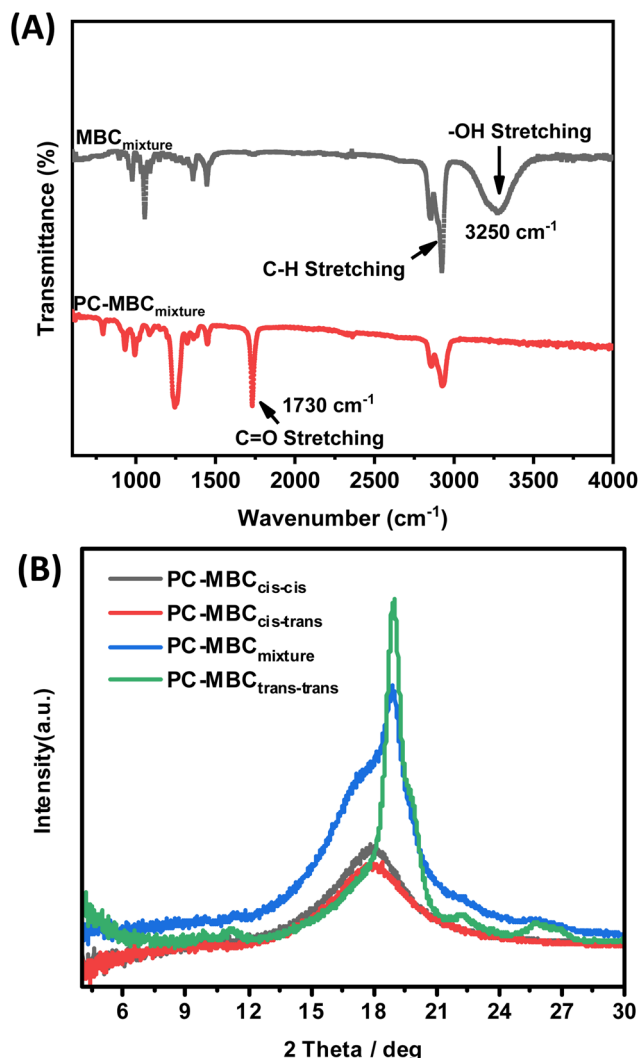 (A)
MBCmixture
-OH Stretching
3250 cm-1
C-H Stretching
PC-MBCmixture
1730 cm-1
C=O Stretching
Transmittance (%)
1000 1500 2000 2500 3000 3500 4000
Wavenumber (cm-1)
(B)
PC-MBCcis-cis
PC-MBCcis-trans
PC-MBCmixture
PC-MBCtrans-trans
Intensity(a.u.)
6 9 12 15 18 21 24 27 30
2 Theta / deg